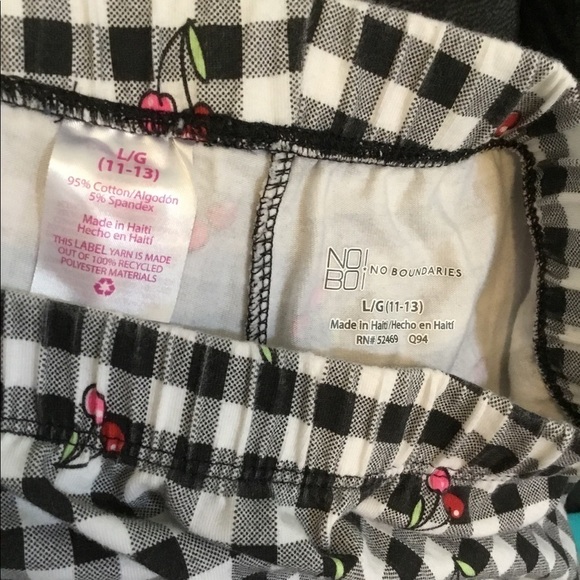 L/G
(11-13)
95% Cotton/Algodón
5% Spandex
Made in Haiti
Hecho en Haití
THIS LABEL YARN IS MADE
OUT OF 100% RECYCLED
POLYESTER MATERIALS
NO!
BO!
:NO BOUNDARIES
L/G (11-13)
Made in Haiti/Hecho en Haití
RN# 52469 Q94